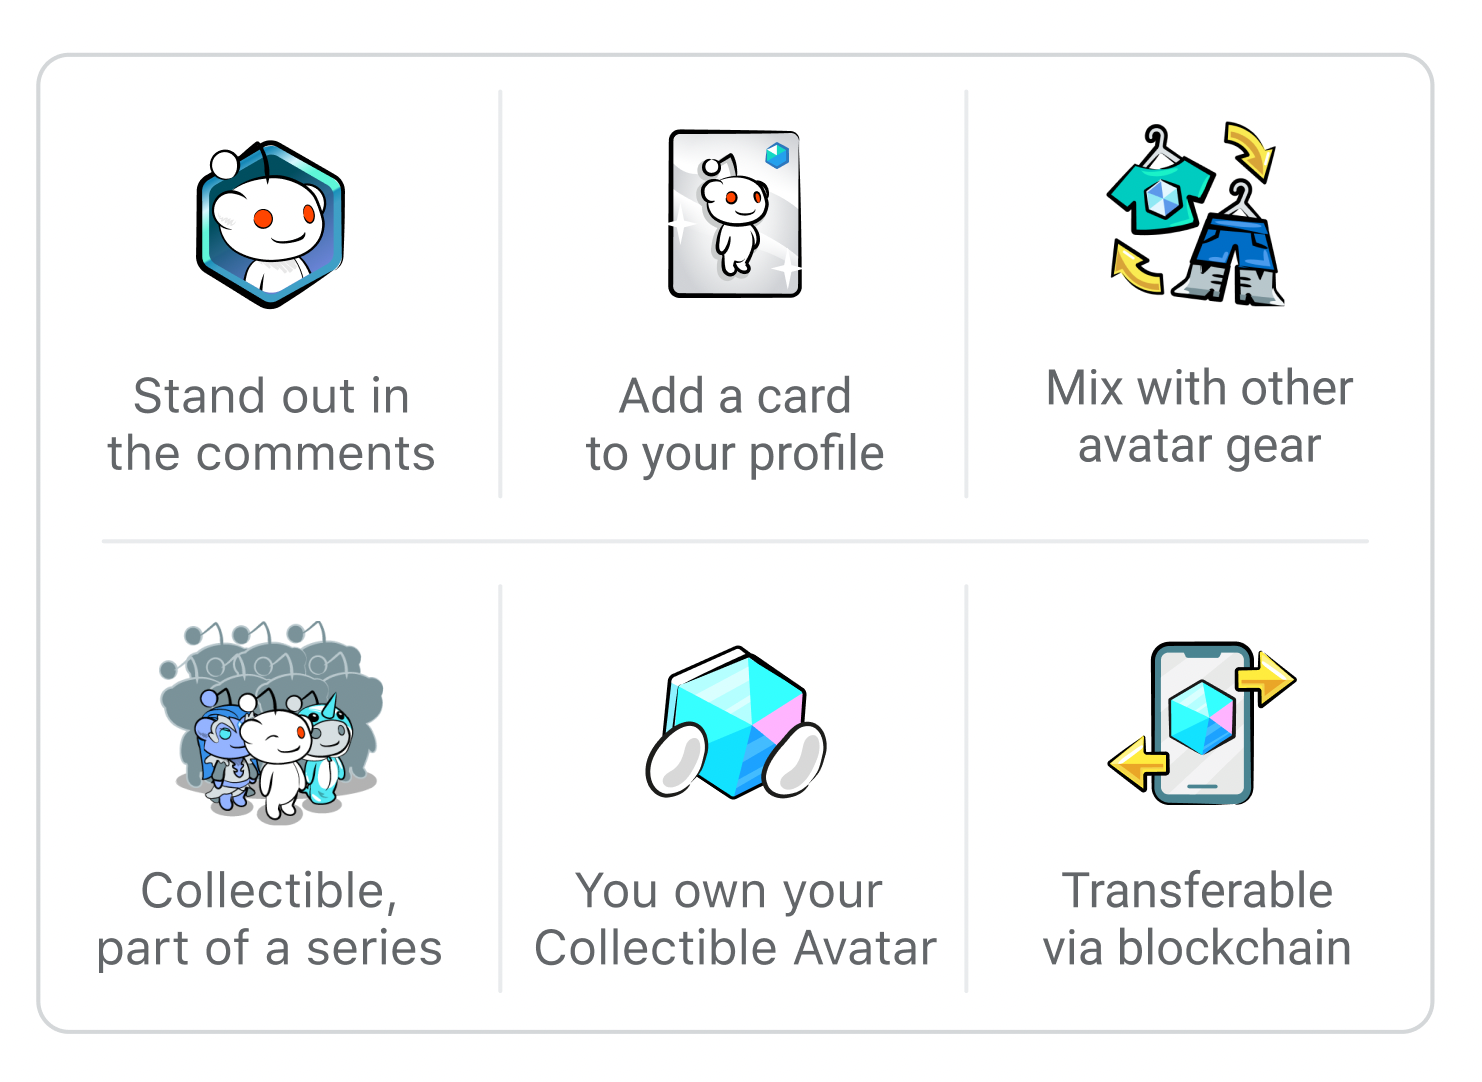 Stand out in
the comments
Add a card
to your profile
Mix with other
avatar gear
Collectible,
part of a series
You own your
Collectible Avatar
Transferable
via blockchain